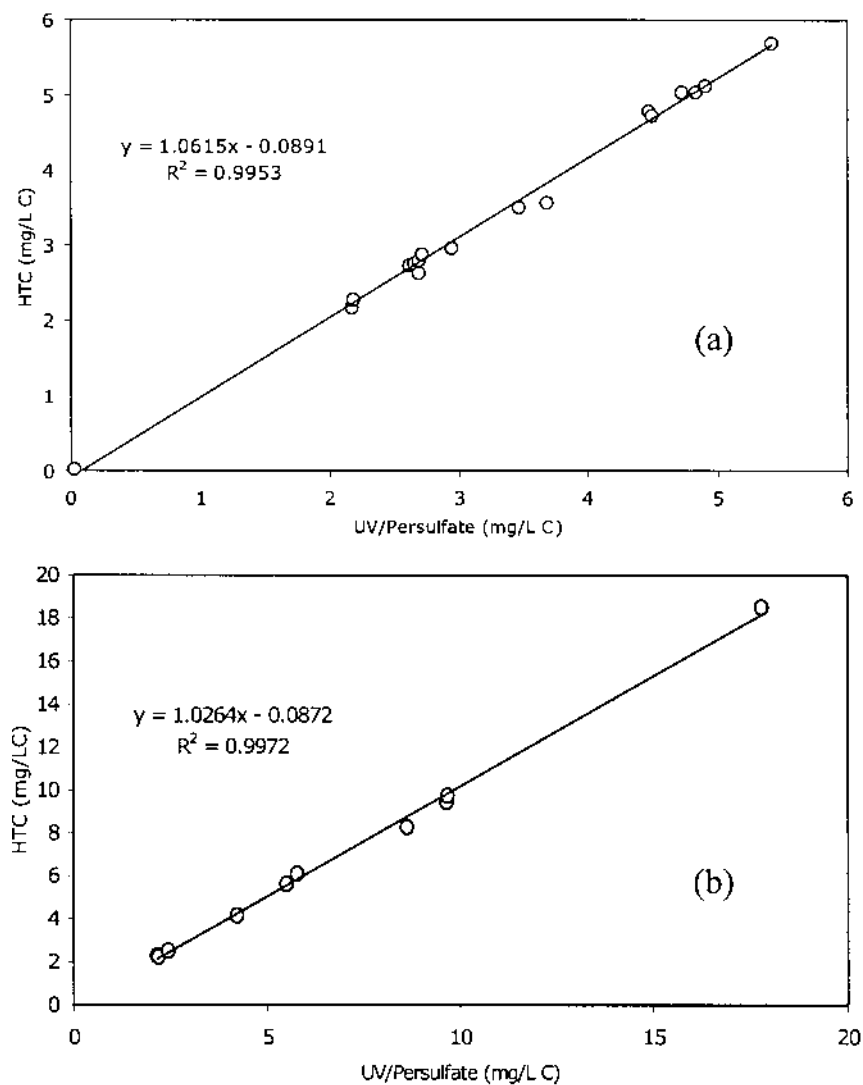 6
5
4
3
2
1
0
HTC (mg/L C)
y = 1.0615x - 0.0891
R² = 0.9953
(a)
0 1 2 3 4 5 6
UV/Persulfate (mg/L C)
20
18
16
14
12
10
8
6
4
2
0
HTC (mg/LC)
y = 1.0264x - 0.0872
R² = 0.9972
(b)
0 5 10 15 20
UV/Persulfate (mg/L C)